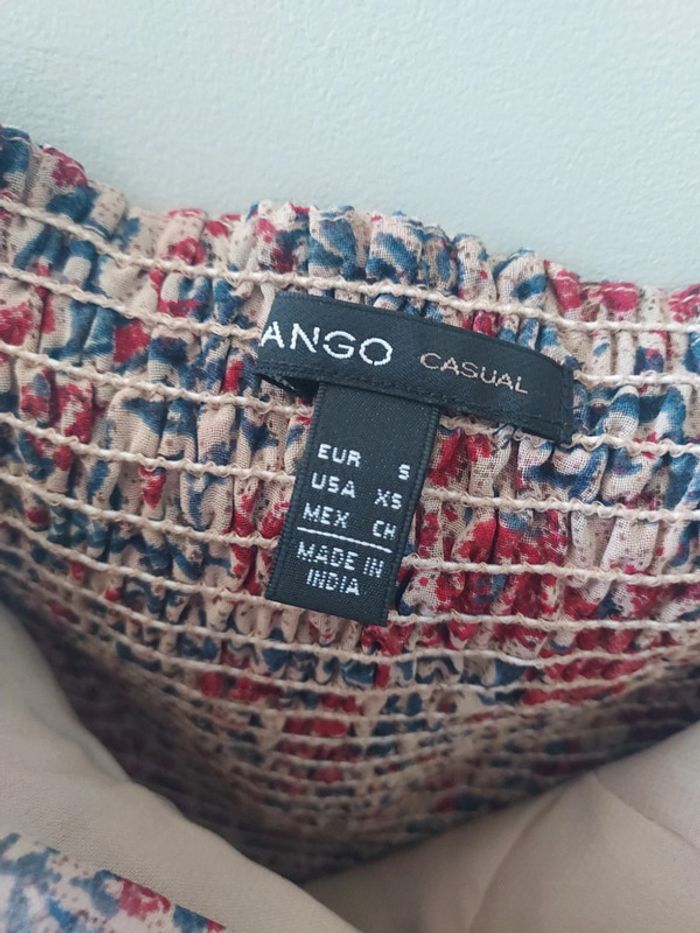 ANGO CASUAL
EUR S
USA XS
MEX CH
MADE IN
INDIA